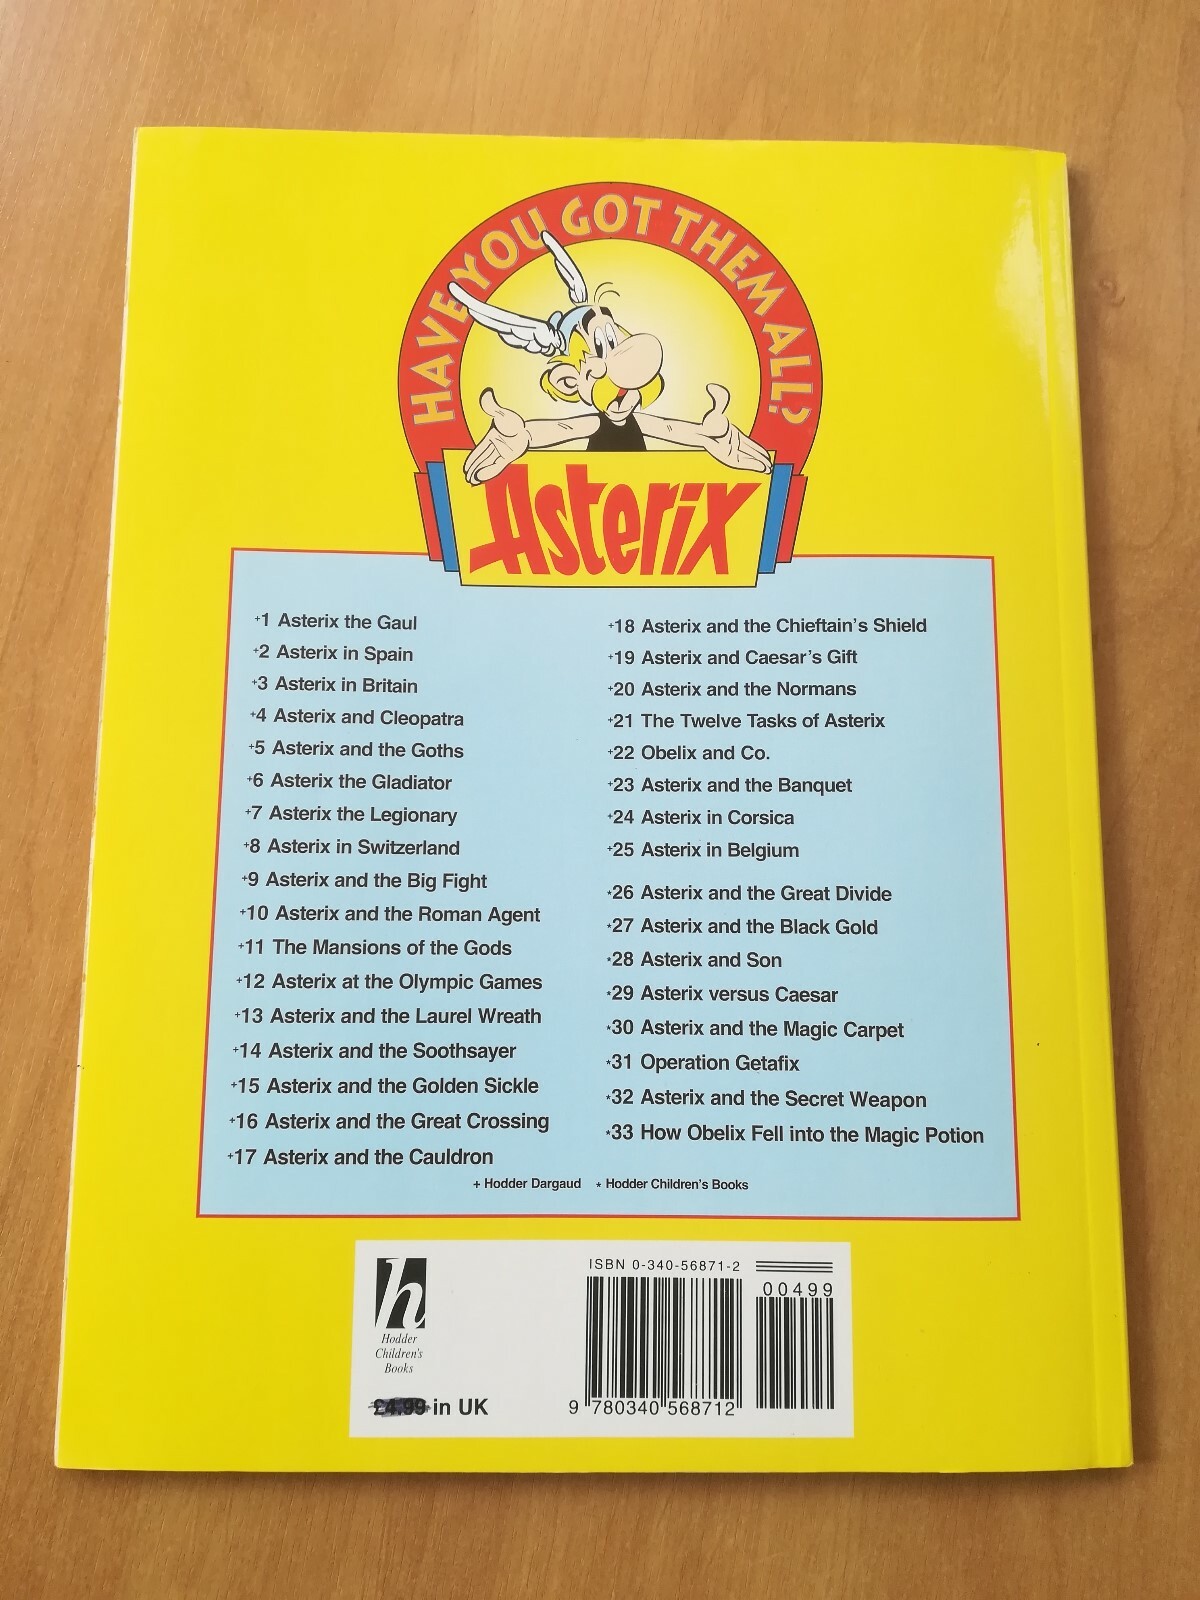 HAVE YOU GOT THEM ALL?
Asterix
+1 Asterix the Gaul
+2 Asterix in Spain
+3 Asterix in Britain
+4 Asterix and Cleopatra
+5 Asterix and the Goths
+6 Asterix the Gladiator
+7 Asterix the Legionary
+8 Asterix in Switzerland
+9 Asterix and the Big Fight
+10 Asterix and the Roman Agent
+11 The Mansions of the Gods
+12 Asterix at the Olympic Games
+13 Asterix and the Laurel Wreath
+14 Asterix and the Soothsayer
+15 Asterix and the Golden Sickle
+16 Asterix and the Great Crossing
+17 Asterix and the Cauldron
+18 Asterix and the Chieftain's Shield
+19 Asterix and Caesar's Gift
+20 Asterix and the Normans
+21 The Twelve Tasks of Asterix
+22 Obelix and Co.
+23 Asterix and the Banquet
+24 Asterix in Corsica
+25 Asterix in Belgium
*26 Asterix and the Great Divide
*27 Asterix and the Black Gold
*28 Asterix and Son
*29 Asterix versus Caesar
*30 Asterix and the Magic Carpet
*31 Operation Getafix
*32 Asterix and the Secret Weapon
*33 How Obelix Fell into the Magic Potion
+ Hodder Dargaud * Hodder Children's Books
h
Hodder
Children's
Books
£4.99 in UK
ISBN 0-340-56871-2
00499
9 780340 568712